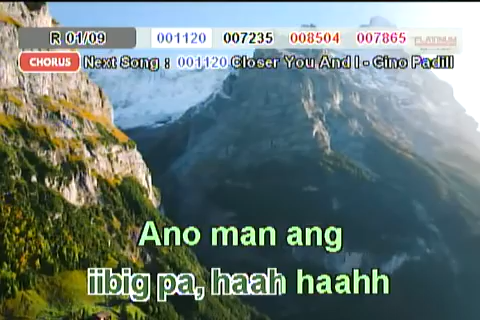 R 01/09 001120 007235 008504 007865 PLATINUM
CHORUS Next Song : 001120 Closer You And I - Gino Padill
Ano man ang
iibig pa, haah haahh